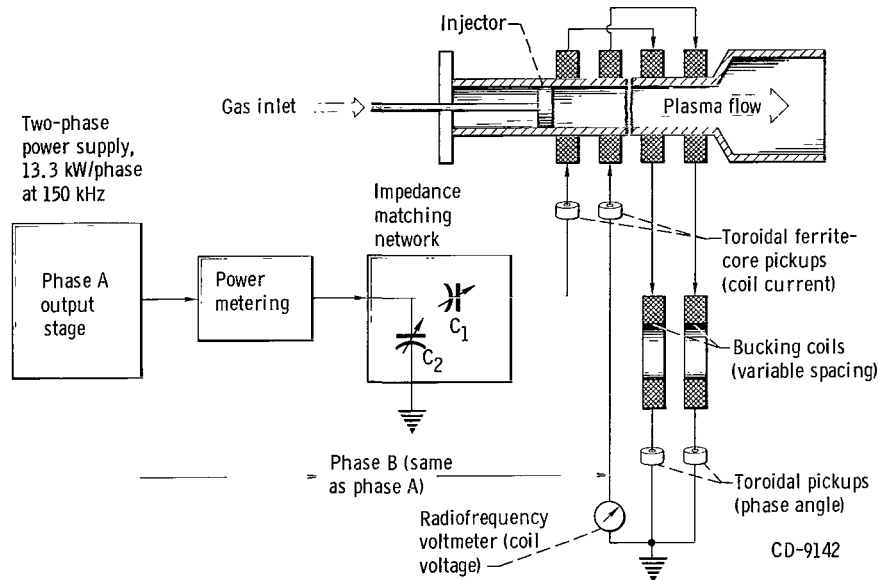 Injector
Gas inlet
Plasma flow
Two-phase
power supply,
13.3 kW/phase
at 150 kHz
Impedance
matching
network
Phase A
output
stage
Power
metering
C1
C2
Toroidal ferrite-
core pickups
(coil current)
Bucking coils
(variable spacing)
Phase B (same
as phase A)
Toroidal pickups
(phase angle)
Radiofrequency
voltmeter (coil
voltage)
CD-9142